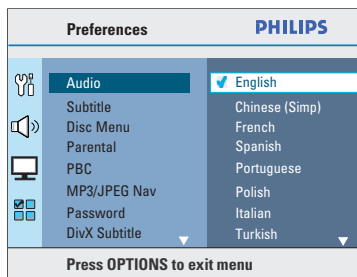 Preferences
PHILIPS
Audio
Subtitle
Disc Menu
Parental
PBC
MP3/JPEG Nav
Password
DivX Subtitle
English
Chinese (Simp)
French
Spanish
Portuguese
Polish
Italian
Turkish
Press OPTIONS to exit menu